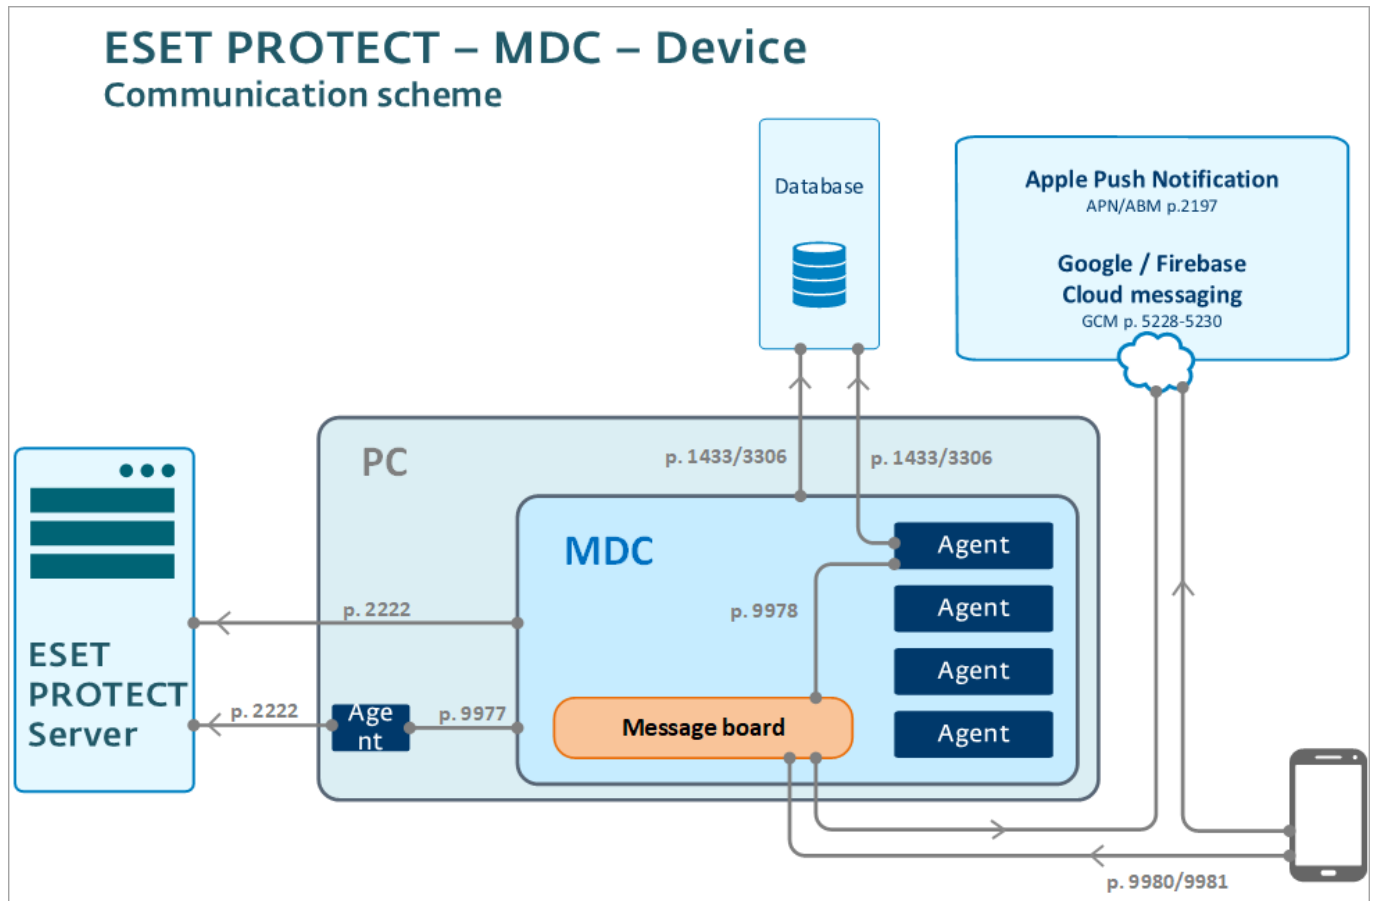 ESET PROTECT – MDC – Device
Communication scheme
Database
Apple Push Notification
APN/ABM p.2197
Google / Firebase
Cloud messaging
GCM p. 5228-5230
PC
p. 1433/3306
p. 1433/3306
MDC
Agent
p. 9978
Agent
Agent
Agent
p. 2222
ESET
PROTECT
Server
p. 2222
Age
nt
p. 9977
Message board
p. 9980/9981